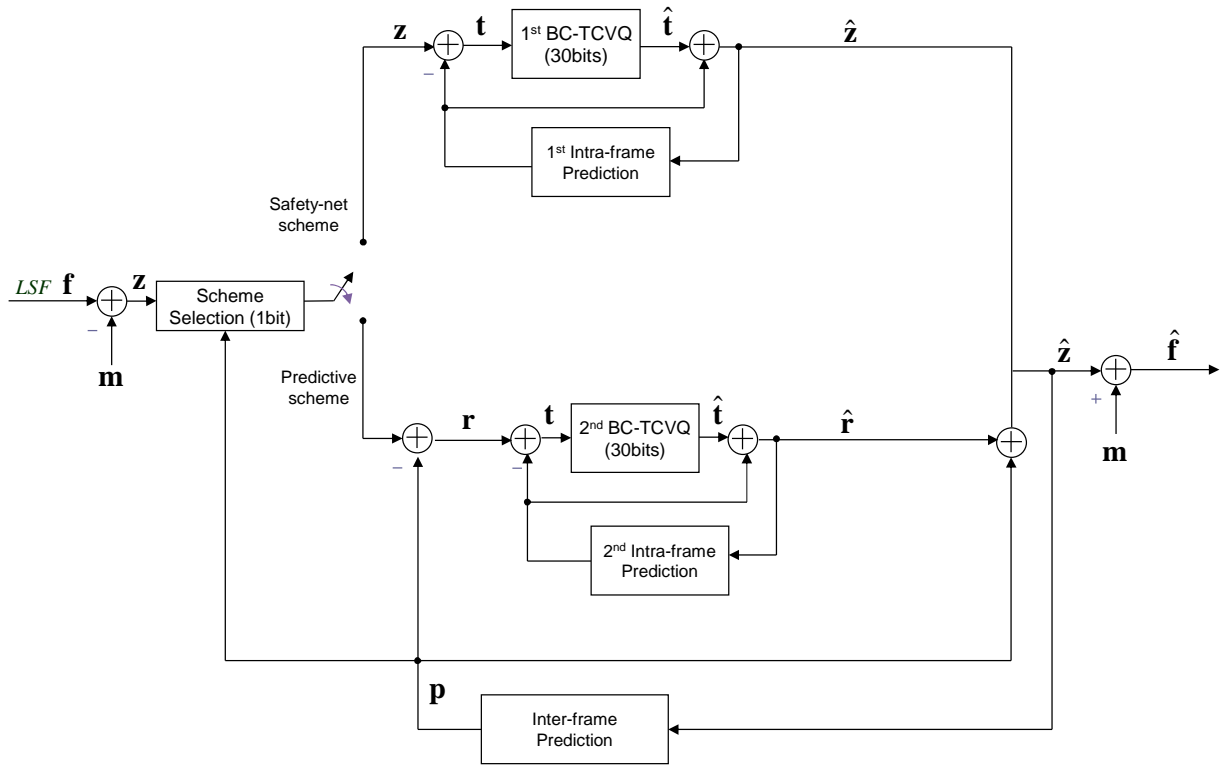 z
t
1st BC-TCVQ
(30bits)
t̂
ẑ
−
1st Intra-frame
Prediction
Safety-net
scheme
LSF f
z
−
m
Scheme
Selection (1bit)
Predictive
scheme
r
−
t
−
2nd BC-TCVQ
(30bits)
t̂
r̂
2nd Intra-frame
Prediction
ẑ
f̂
+
m
p
Inter-frame
Prediction